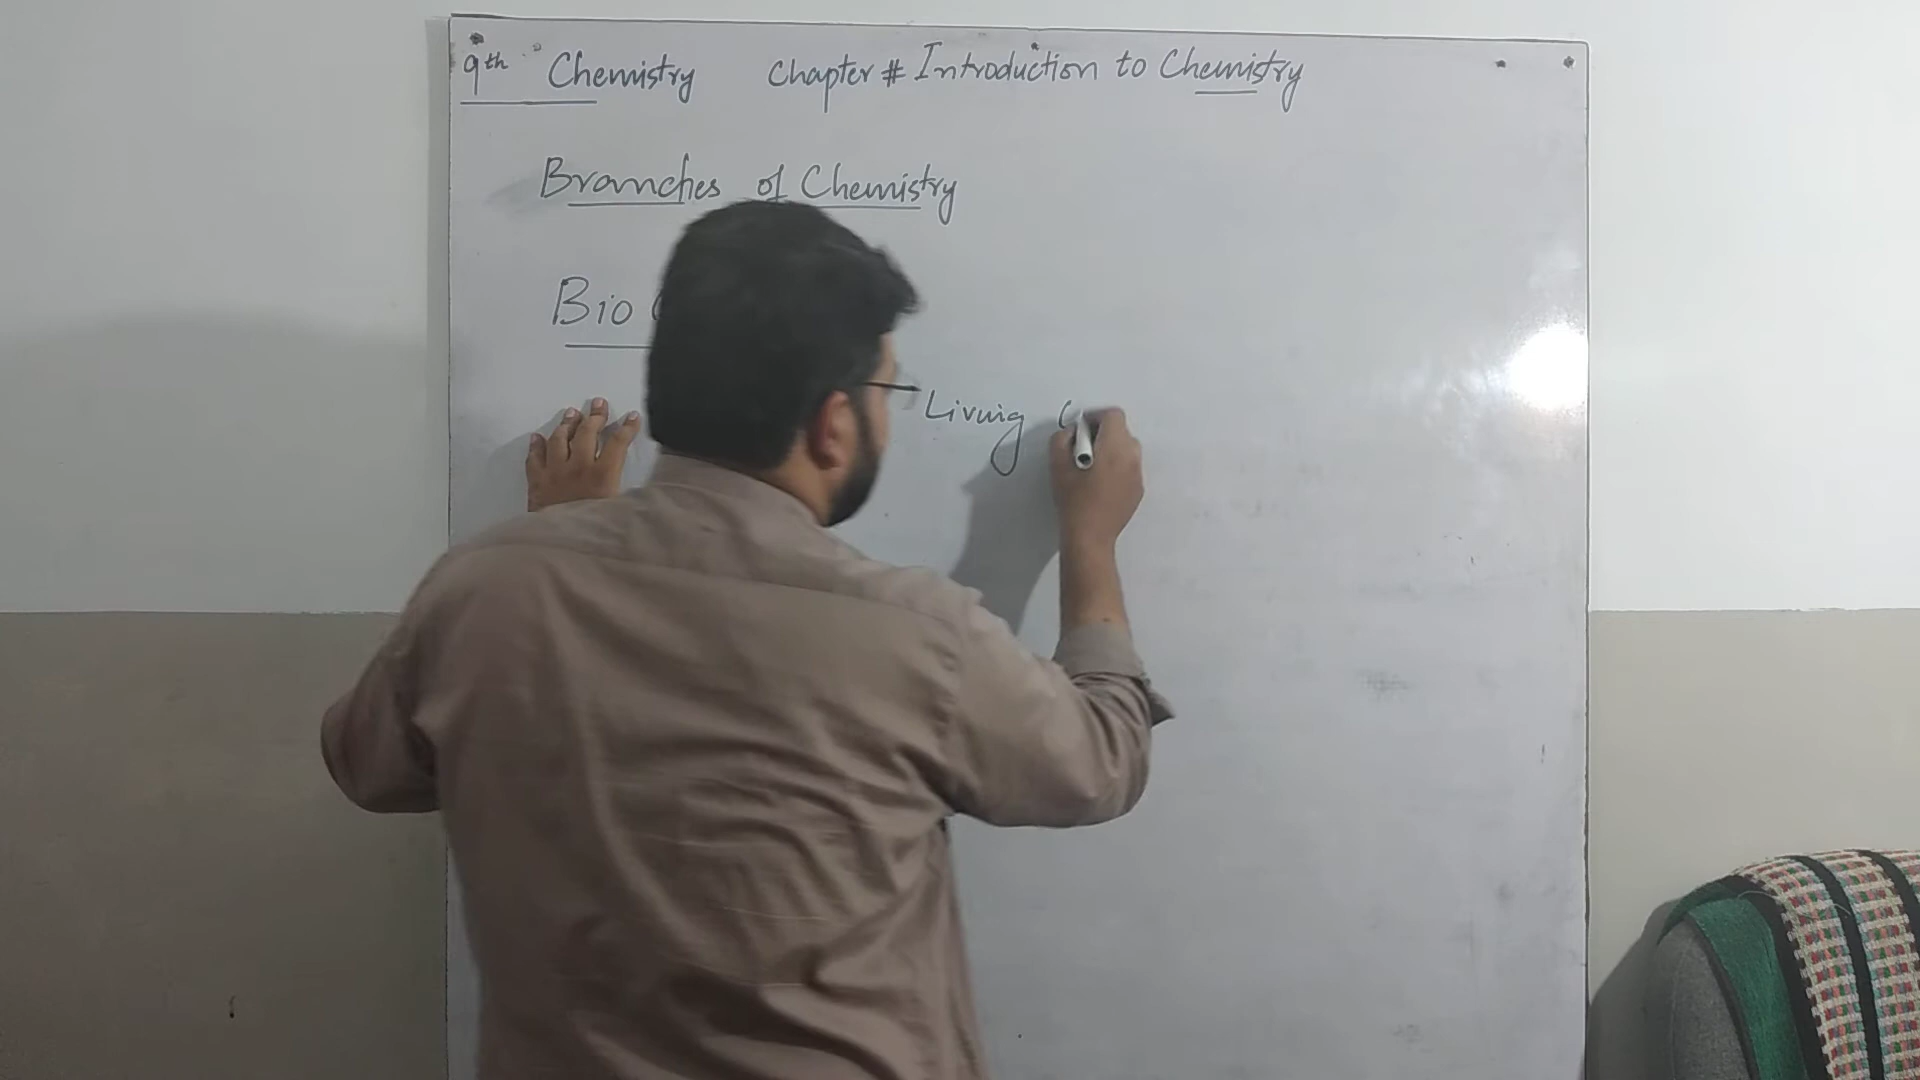 9th Chemistry Chapter # Introduction to Chemistry
Branches of Chemistry
Bio
Living